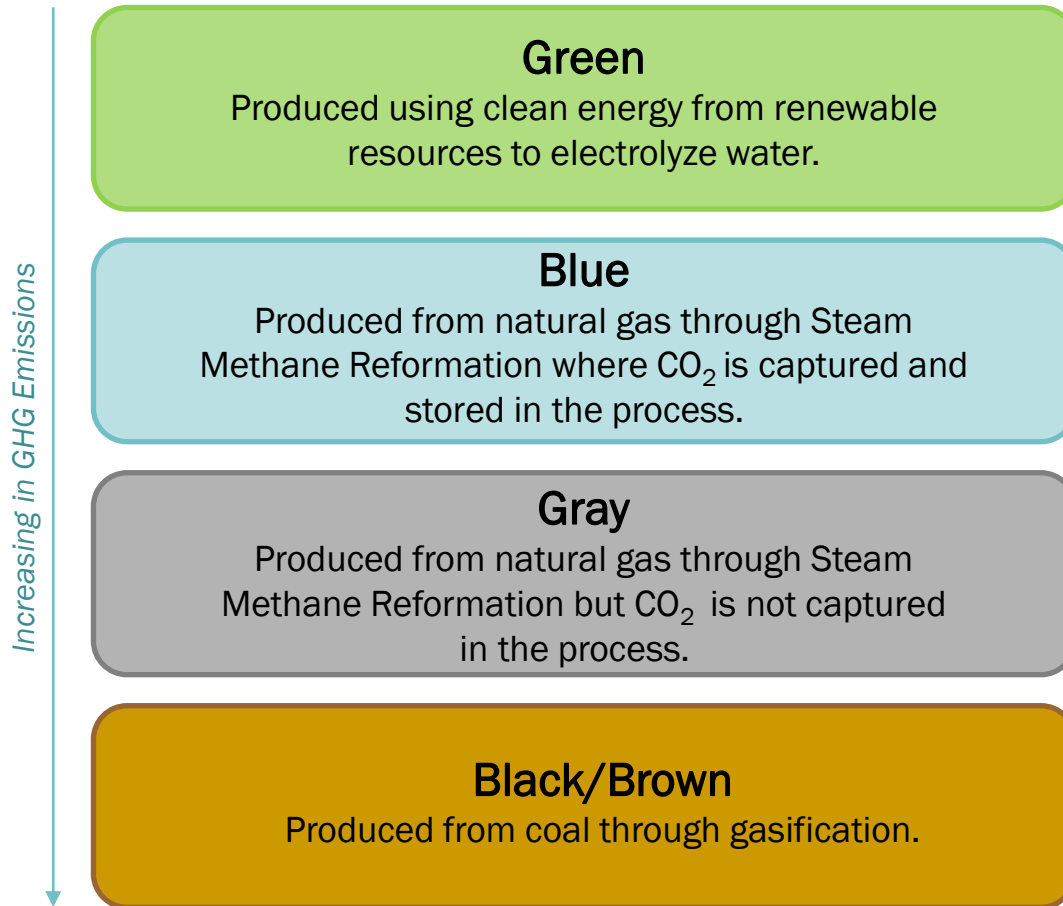 Increasing in GHG Emissions
Green
Produced using clean energy from renewable
resources to electrolyze water.
Blue
Produced from natural gas through Steam
Methane Reformation where CO₂ is captured and
stored in the process.
Gray
Produced from natural gas through Steam
Methane Reformation but CO₂ is not captured
in the process.
Black/Brown
Produced from coal through gasification.